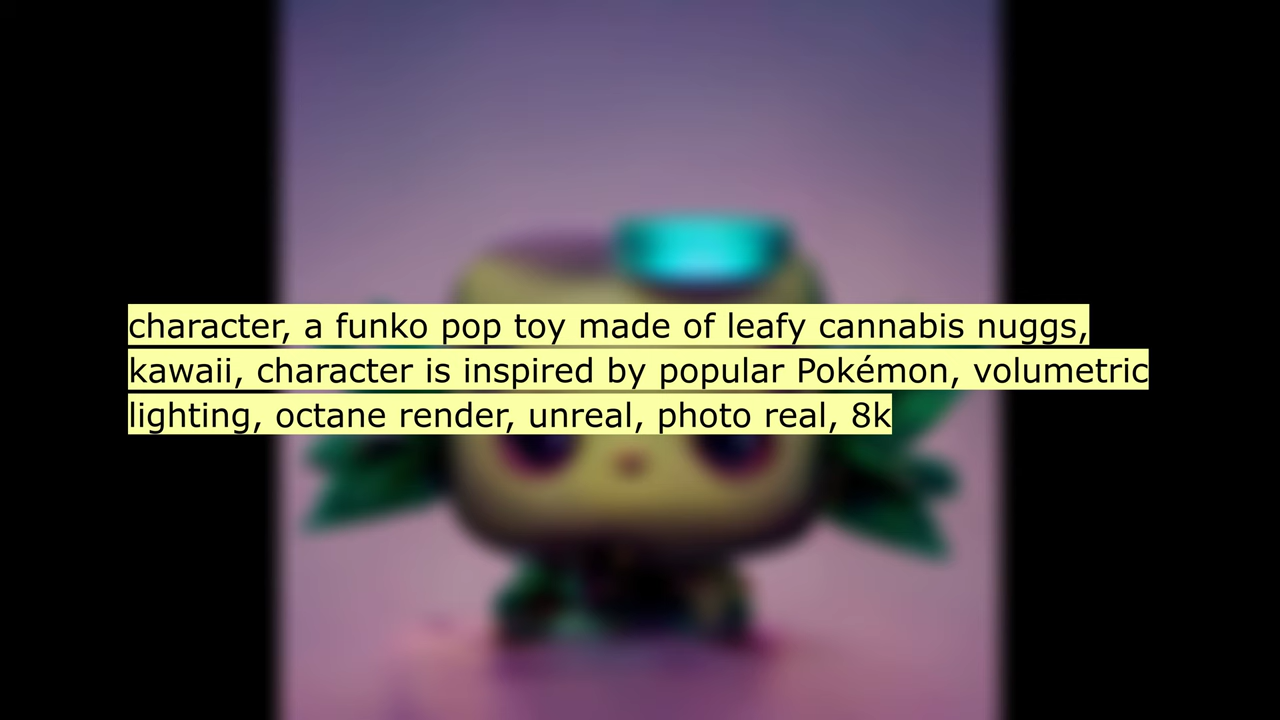 character, a funko pop toy made of leafy cannabis nuggs,
kawaii, character is inspired by popular Pokémon, volumetric
lighting, octane render, unreal, photo real, 8k